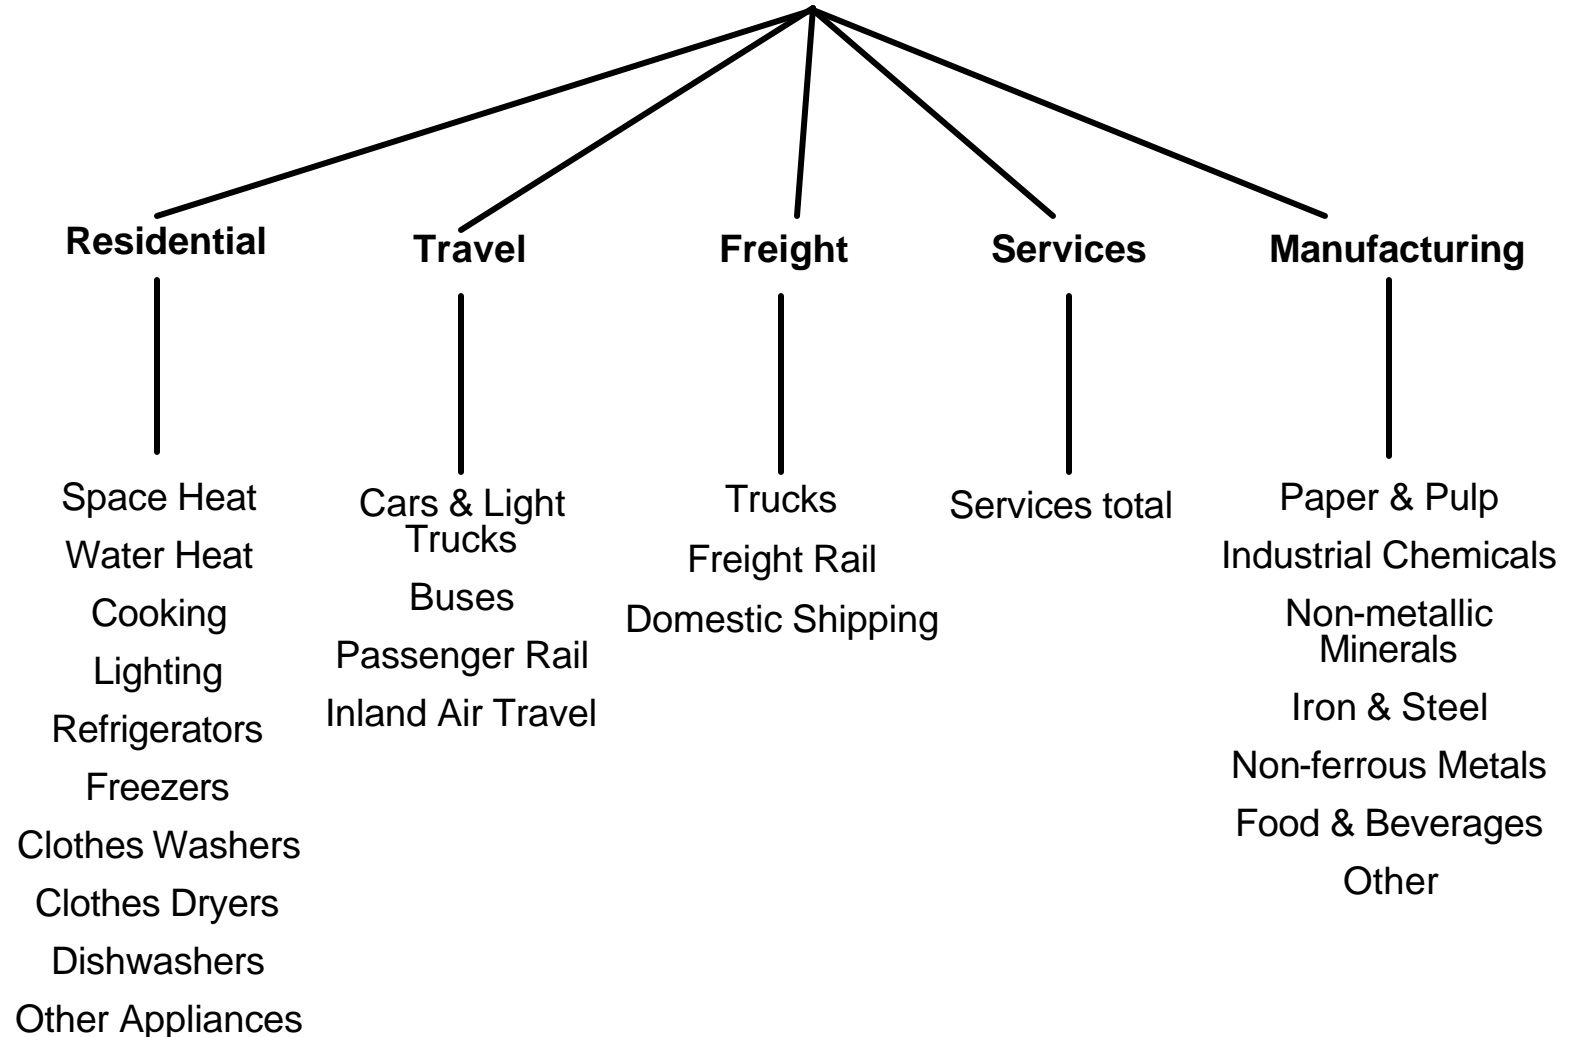 Residential
Travel
Freight
Services
Manufacturing
Space Heat
Water Heat
Cooking
Lighting
Refrigerators
Freezers
Clothes Washers
Clothes Dryers
Dishwashers
Other Appliances
Cars & Light
Trucks
Buses
Passenger Rail
Inland Air Travel
Trucks
Freight Rail
Domestic Shipping
Services total
Paper & Pulp
Industrial Chemicals
Non-metallic
Minerals
Iron & Steel
Non-ferrous Metals
Food & Beverages
Other